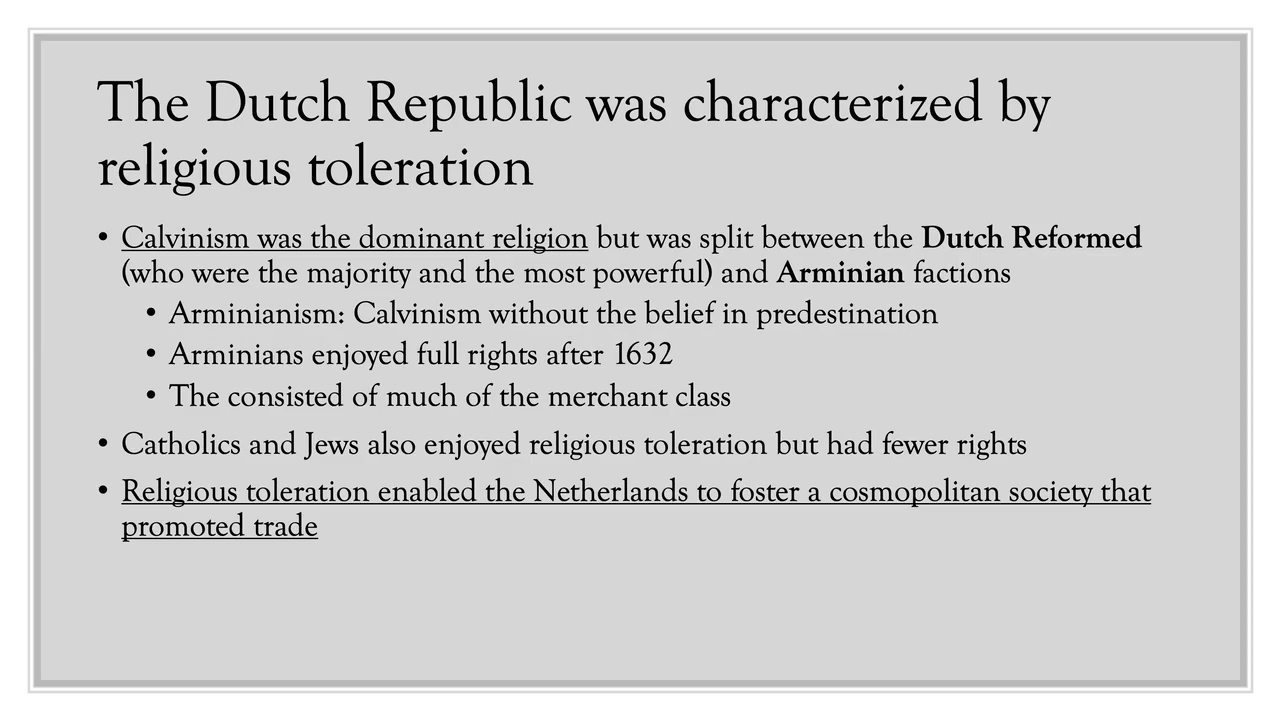 The Dutch Republic was characterized by
religious toleration
• Calvinism was the dominant religion but was split between the Dutch Reformed
(who were the majority and the most powerful) and Arminian factions
• Arminianism: Calvinism without the belief in predestination
• Arminians enjoyed full rights after 1632
• The consisted of much of the merchant class
• Catholics and Jews also enjoyed religious toleration but had fewer rights
• Religious toleration enabled the Netherlands to foster a cosmopolitan society that
promoted trade